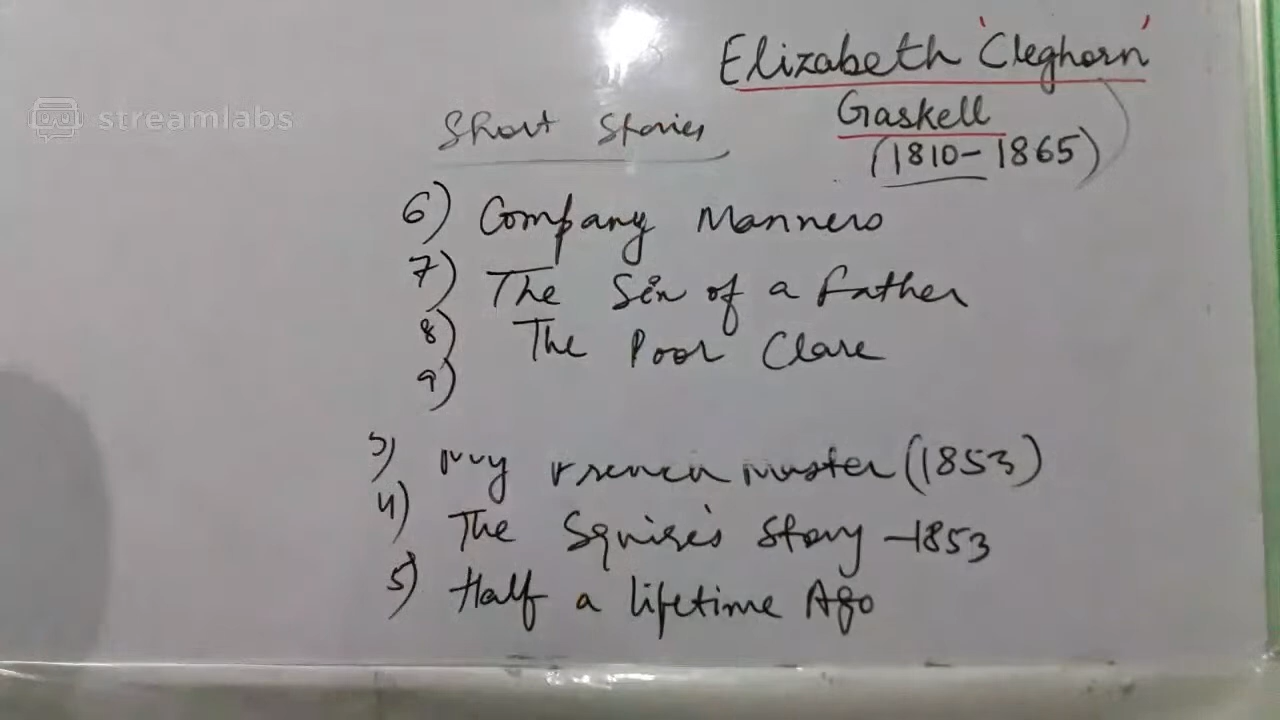 streamlabs
Elizabeth 'Cleghorn'
Gaskell
(1810-1865)
Short Stories
6) Company Manners
7) The Sin of a Father
8) The Poor Clare
9)
3) My French master (1853)
4) The Squire's Story -1853
5) Half a lifetime Ago